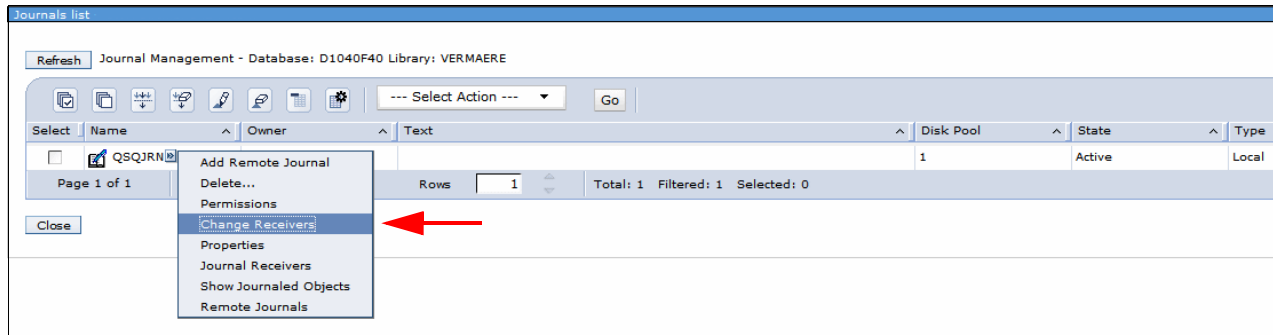 Journals list
Refresh Journal Management - Database: D1040F40 Library: VERMAERE
--- Select Action --- Go
Select Name Owner Text Disk Pool State Type
QSQJRN 1 Active Local
Page 1 of 1 Rows 1 Total: 1 Filtered: 1 Selected: 0
Add Remote Journal
Delete...
Permissions
Change Receivers
Properties
Journal Receivers
Show Journaled Objects
Remote Journals
Close